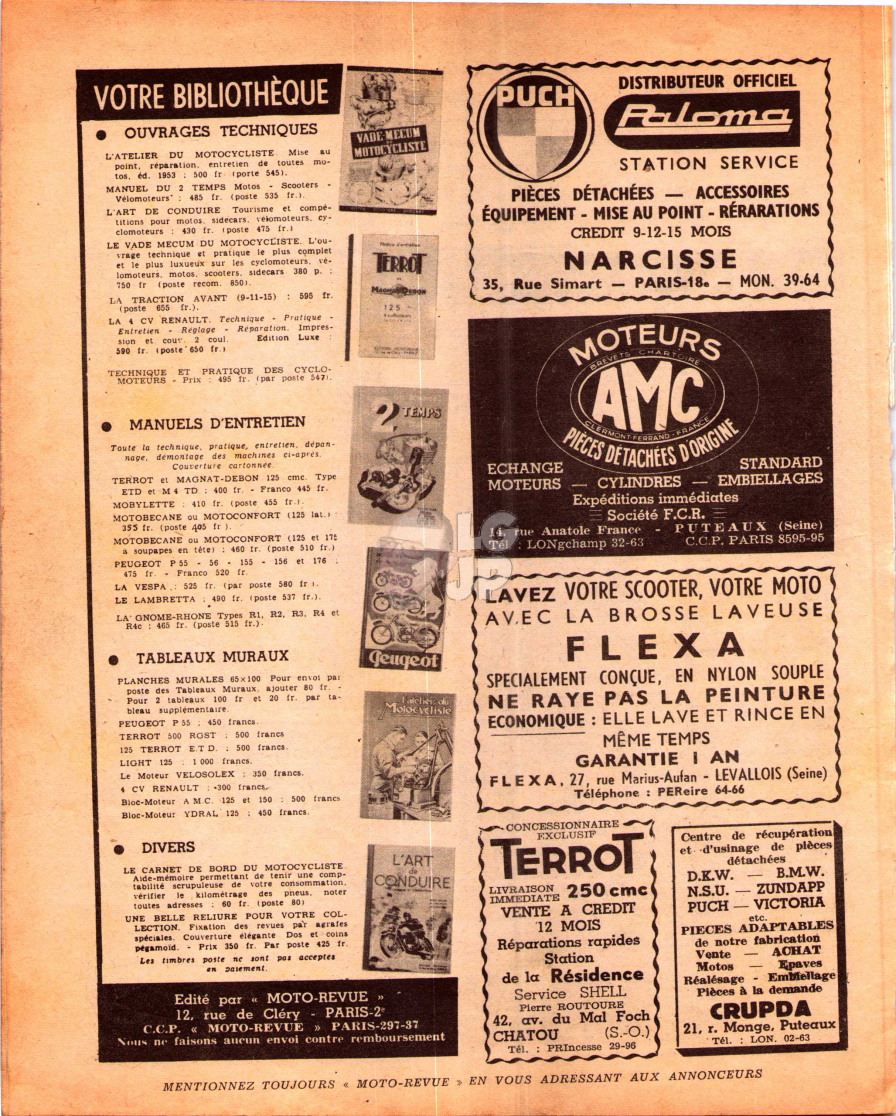 VOTRE BIBLIOTHÈQUE
● OUVRAGES TECHNIQUES
L'ATELIER DU MOTOCYCLISTE Mise au
point, réparation, entretien de toutes mo-
tos, éd. 1953 : 500 fr (porte 545).
MANUEL DU 2 TEMPS Motos - Scooters -
Vélomoteurs : 485 fr. (poste 535 fr.).
L'ART DE CONDUIRE Tourisme et compé-
titions pour motos, sidecars, vélomoteurs, cy-
clomoteurs : 430 fr. (poste 475 fr.)
LE VADE MECUM DU MOTOCYCLISTE. L'ou-
vrage technique et pratique le plus complet
et le plus luxueux sur les cyclomoteurs, vé-
lomoteurs, motos, scooters, sidecars 380 p. :
750 fr (poste recom. 850).
LA TRACTION AVANT (9-11-15) : 595 fr.
(poste 655 fr.).
LA 4 CV RENAULT. Technique - Pratique -
Entretien - Réglage - Réparation. Impres-
sion et couv. 2 coul. Edition Luxe :
590 fr. (poste 650 fr.)
TECHNIQUE ET PRATIQUE DES CYCLO-
MOTEURS - Prix : 495 fr. (par poste 547).
● MANUELS D'ENTRETIEN
Toute la technique, pratique, entretien, dépan-
nage, démontage des machines ci-après.
Couverture cartonnée.
TERROT et MAGNAT-DEBON 125 cmc. Type
ETD et M 4 TD : 400 fr. - Franco 445 fr.
MOBYLETTE : 410 fr. (poste 455 fr.).
MOTOBECANE ou MOTOCONFORT (125 lat.) :
355 fr. (poste 405 fr.).
MOTOBECANE ou MOTOCONFORT (125 et 175
à soupapes en tête) : 460 fr. (poste 510 fr.)
PEUGEOT P 55 - 56 - 155 - 156 et 176 :
475 fr. - Franco 520 fr.
LA VESPA : 525 fr. (par poste 580 fr.).
LE LAMBRETTA : 490 fr. (poste 537 fr.).
LA GNOME-RHONE Types R1, R2, R3, R4 et
R4c : 465 fr. (poste 515 fr.).
● TABLEAUX MURAUX
PLANCHES MURALES 65×100 Pour envoi par
poste des Tableaux Muraux, ajouter 80 fr. -
Pour 2 tableaux 100 fr et 20 fr. par ta-
bleau supplémentaire.
PEUGEOT P 55 : 450 francs.
TERROT 500 RGST : 500 francs
125 TERROT E.T.D. : 500 francs.
LIGHT 125 : 1 000 francs.
Le Moteur VELOSOLEX : 350 francs.
4 CV RENAULT : 300 francs.
Bloc-Moteur A M.C. 125 et 150 : 500 francs
Bloc-Moteur YDRAL 125 : 450 francs.
● DIVERS
LE CARNET DE BORD DU MOTOCYCLISTE
Aide-mémoire permettant de tenir une comp-
tabilité scrupuleuse de votre consommation,
vérifier le kilométrage des pneus, noter
toutes adresses : 60 fr. (poste 80)
UNE BELLE RELIURE POUR VOTRE COL-
LECTION. Fixation des revues par agrafes
spéciales. Couverture élégante Dos et coins
pégamoïd. - Prix 350 fr. Par poste 425 fr.
Les timbres poste ne sont pas acceptés
en paiement.
Edité par « MOTO-REVUE »
12, rue de Cléry - PARIS-2e
C.C.P. « MOTO-REVUE » PARIS-297-37
Nous ne faisons aucun envoi contre remboursement
VADE-MECUM
DU
MOTOCYCLISTE
TERROT
MAGNAT-DEBON
125
2 TEMPS
Peugeot
l'atelier du
Motocycliste
L'ART
DE
CONDUIRE
PUCH
DISTRIBUTEUR OFFICIEL
Paloma
STATION SERVICE
PIÈCES DÉTACHÉES — ACCESSOIRES
ÉQUIPEMENT - MISE AU POINT - RÉRARATIONS
CREDIT 9-12-15 MOIS
NARCISSE
35, Rue Simart — PARIS-18e — MON. 39-64
MOTEURS
BREVETS CHARTOIRE
AMC
CLERMONT-FERRAND-FRANCE
PIÈCES DÉTACHÉES D'ORIGINE
ECHANGE STANDARD
MOTEURS — CYLINDRES — EMBIELLAGES
Expéditions immédiates
Société F.C.R.
14, rue Anatole France - PUTEAUX (Seine)
Tél : LONgchamp 32-63 C.C.P. PARIS 8595-95
LAVEZ VOTRE SCOOTER, VOTRE MOTO
AVEC LA BROSSE LAVEUSE
FLEXA
SPECIALEMENT CONÇUE, EN NYLON SOUPLE
NE RAYE PAS LA PEINTURE
ECONOMIQUE : ELLE LAVE ET RINCE EN
MÊME TEMPS
GARANTIE 1 AN
FLEXA, 27, rue Marius-Aufan - LEVALLOIS (Seine)
Téléphone : PEReire 64-66
CONCESSIONNAIRE
EXCLUSIF
TERROT
LIVRAISON
IMMEDIATE 250 cmc
VENTE A CREDIT
12 MOIS
Réparations rapides
Station
de la Résidence
Service SHELL
Pierre ROUTOURE
42, av. du Mal Foch
CHATOU (S.-O.)
Tél. : PRIncesse 29-96
Centre de récupération
et d'usinage de pièces
détachées
D.K.W. — B.M.W.
N.S.U. — ZUNDAPP
PUCH — VICTORIA
etc.
PIECES ADAPTABLES
de notre fabrication
Vente — ACHAT
Motos — Epaves
Réalésage - Emmellage
Pièces à la demande
CRUPDA
21, r. Monge, Puteaux
Tél. : LON. 02-63
MENTIONNEZ TOUJOURS « MOTO-REVUE » EN VOUS ADRESSANT AUX ANNONCEURS